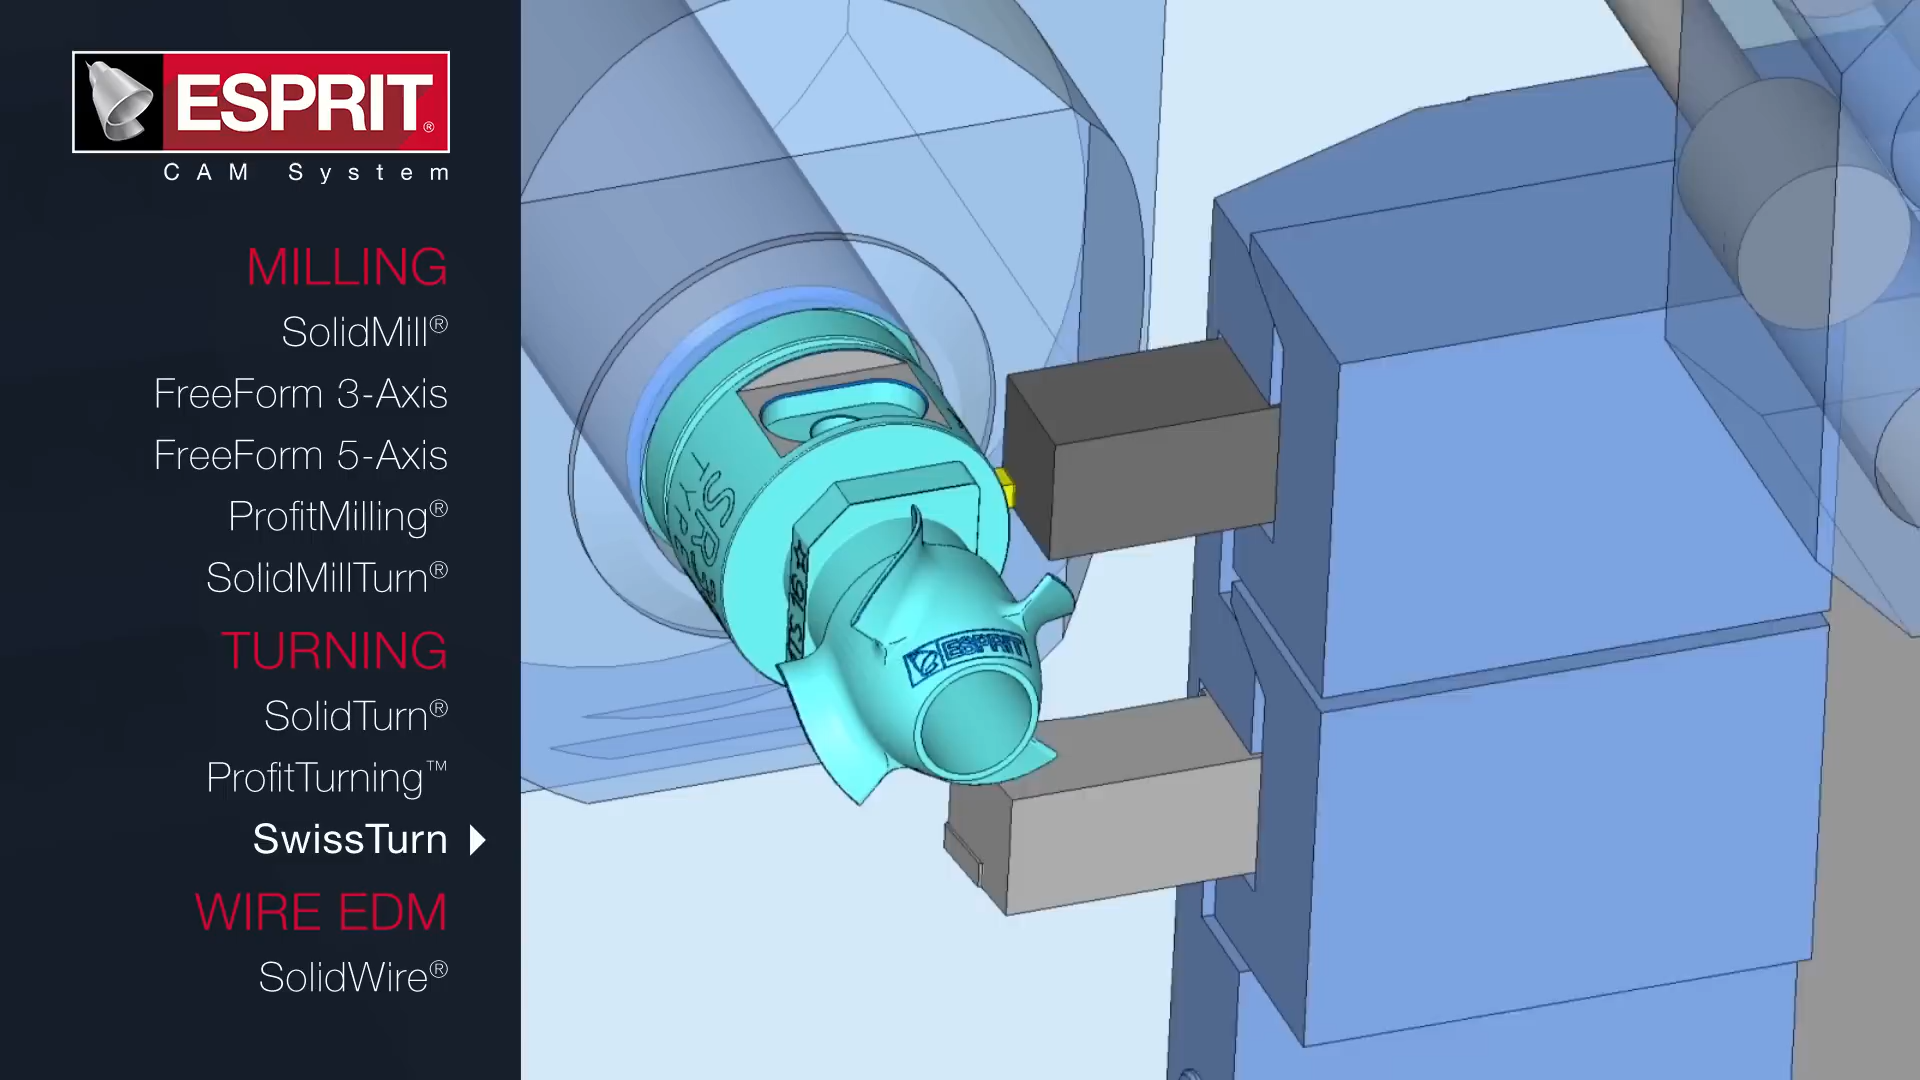 ESPRIT®
CAM System
MILLING
SolidMill®
FreeForm 3-Axis
FreeForm 5-Axis
ProfitMilling®
SolidMillTurn®
TURNING
SolidTurn®
ProfitTurning™
SwissTurn
WIRE EDM
SolidWire®
ESPRIT